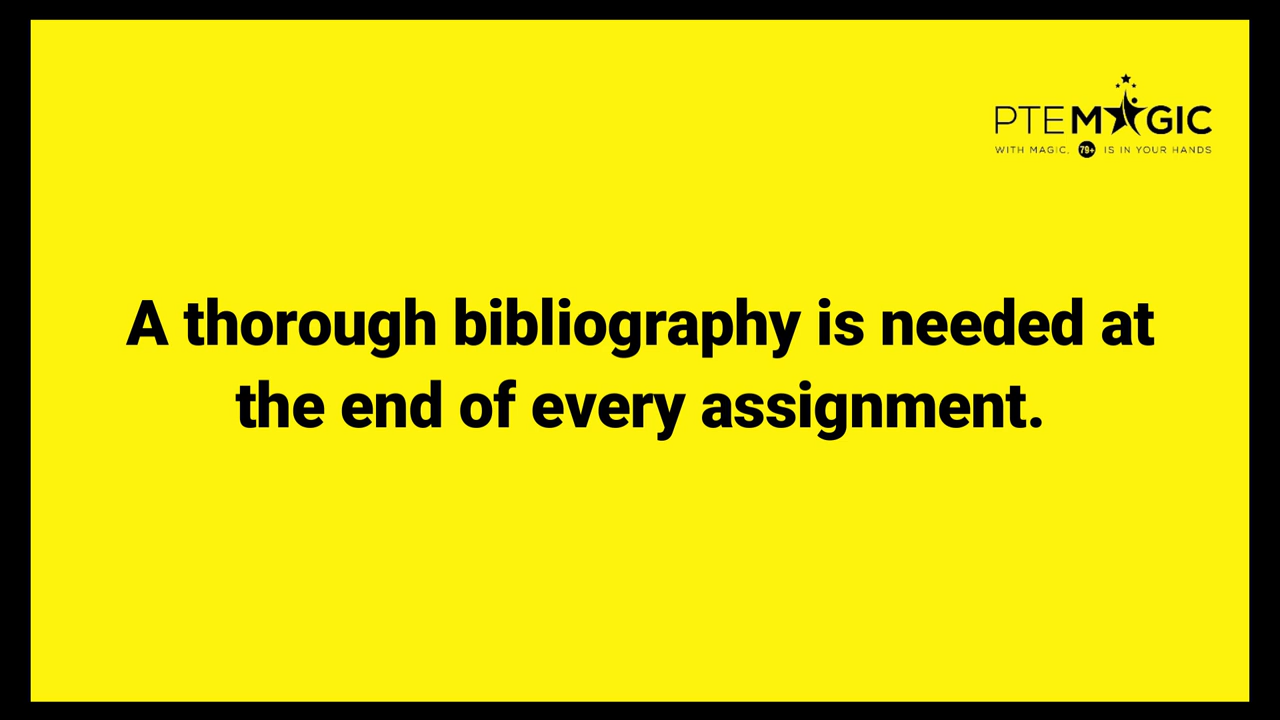 PTEMAGIC
WITH MAGIC. 79+ IS IN YOUR HANDS
A thorough bibliography is needed at
the end of every assignment.